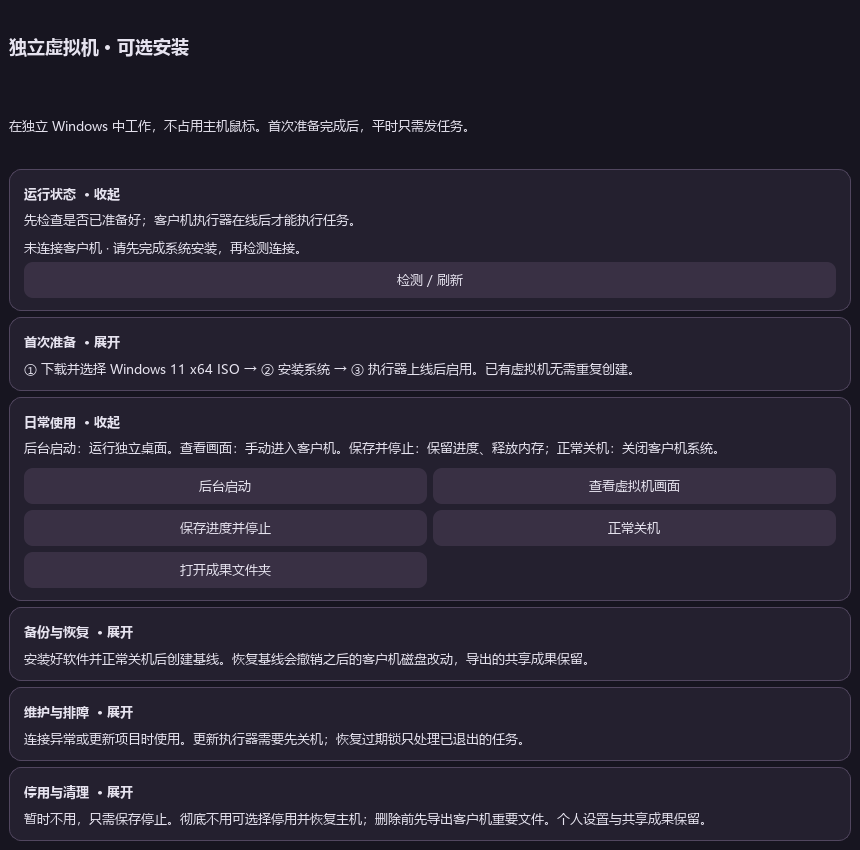 独立虚拟机 • 可选安装
在独立 Windows 中工作，不占用主机鼠标。首次准备完成后，平时只需发任务。
运行状态 • 收起
先检查是否已准备好；客户机执行器在线后才能执行任务。
未连接客户机 · 请先完成系统安装，再检测连接。
检测 / 刷新
首次准备 • 展开
① 下载并选择 Windows 11 x64 ISO → ② 安装系统 → ③ 执行器上线后启用。已有虚拟机无需重复创建。
日常使用 • 收起
后台启动：运行独立桌面。查看画面：手动进入客户机。保存并停止：保留进度、释放内存；正常关机：关闭客户机系统。
后台启动
查看虚拟机画面
保存进度并停止
正常关机
打开成果文件夹
备份与恢复 • 展开
安装好软件并正常关机后创建基线。恢复基线会撤销之后的客户机磁盘改动，导出的共享成果保留。
维护与排障 • 展开
连接异常或更新项目时使用。更新执行器需要先关机；恢复过期锁只处理已退出的任务。
停用与清理 • 展开
暂时不用，只需保存停止。彻底不用可选择停用并恢复主机；删除前先导出客户机重要文件。个人设置与共享成果保留。